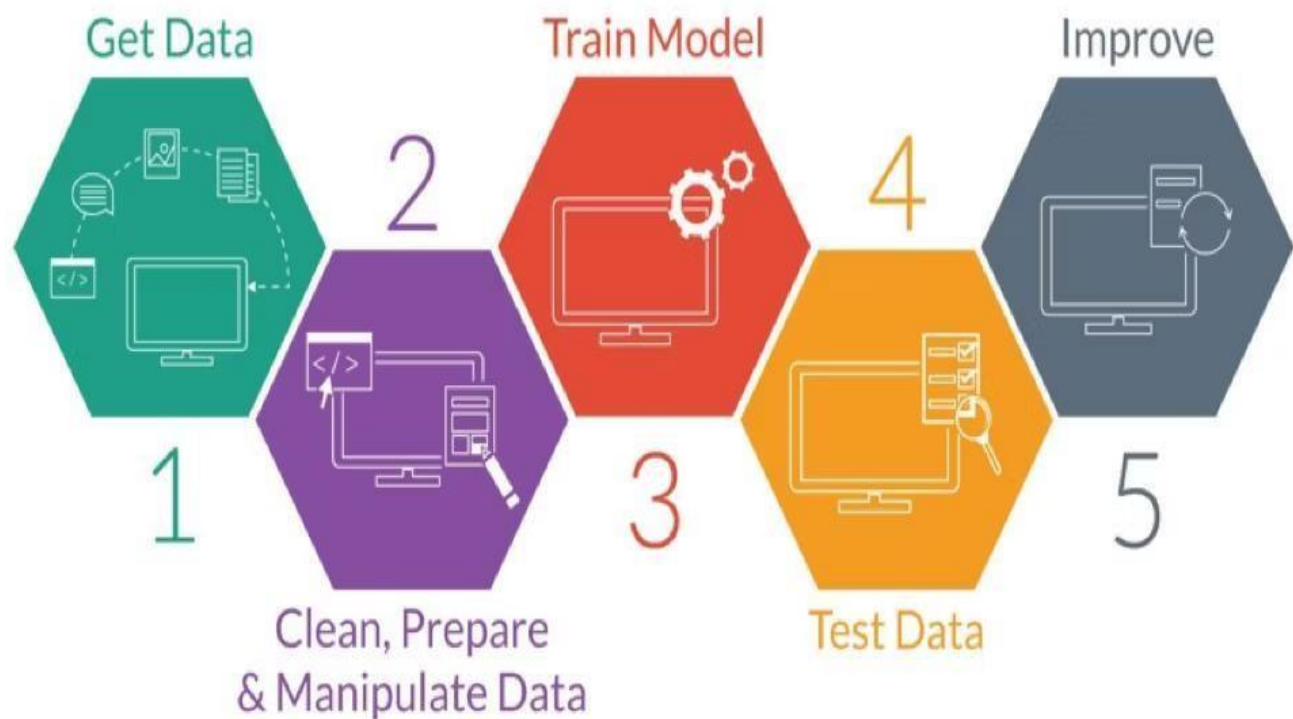 Get Data
1
2
Clean, Prepare
& Manipulate Data
Train Model
3
4
Test Data
Improve
5
</>
</>